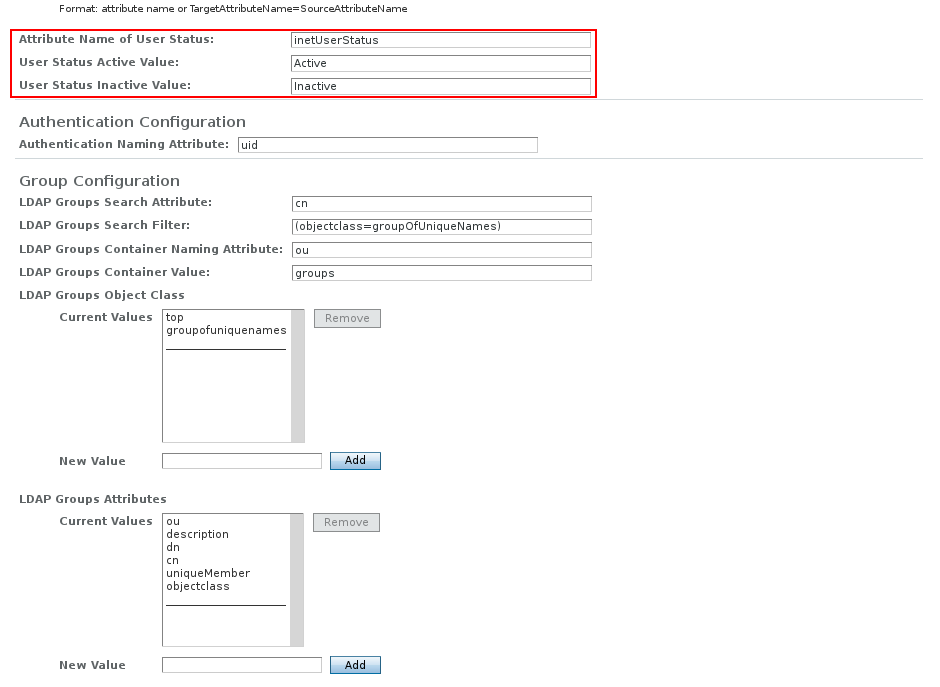 Format: attribute name or TargetAttributeName=SourceAttributeName
Attribute Name of User Status: inetUserStatus
User Status Active Value: Active
User Status Inactive Value: Inactive
Authentication Configuration
Authentication Naming Attribute: uid
Group Configuration
LDAP Groups Search Attribute: cn
LDAP Groups Search Filter: (objectclass=groupOfUniqueNames)
LDAP Groups Container Naming Attribute: ou
LDAP Groups Container Value: groups
LDAP Groups Object Class
Current Values top Remove
groupofuniquenames
New Value Add
LDAP Groups Attributes
Current Values ou Remove
description
dn
cn
uniqueMember
objectclass
New Value Add